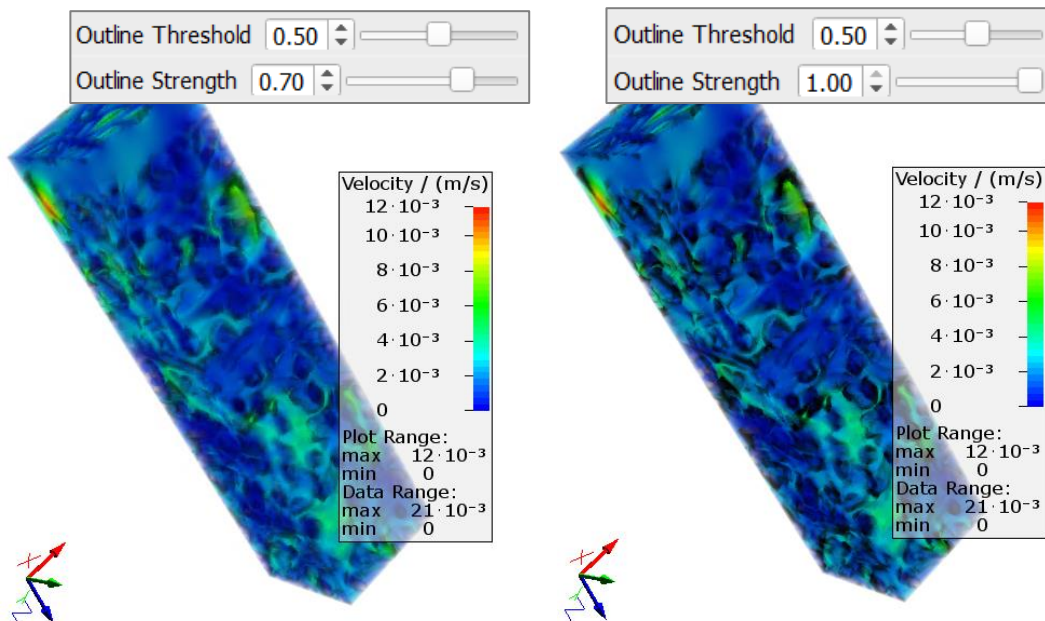 Outline Threshold 0.50
Outline Strength 0.70
Velocity / (m/s)
12·10⁻³
10·10⁻³
8·10⁻³
6·10⁻³
4·10⁻³
2·10⁻³
0
Plot Range:
max 12·10⁻³
min 0
Data Range:
max 21·10⁻³
min 0
X
Y
Z
Outline Threshold 0.50
Outline Strength 1.00
Velocity / (m/s)
12·10⁻³
10·10⁻³
8·10⁻³
6·10⁻³
4·10⁻³
2·10⁻³
0
Plot Range:
max 12·10⁻³
min 0
Data Range:
max 21·10⁻³
min 0
X
Y
Z